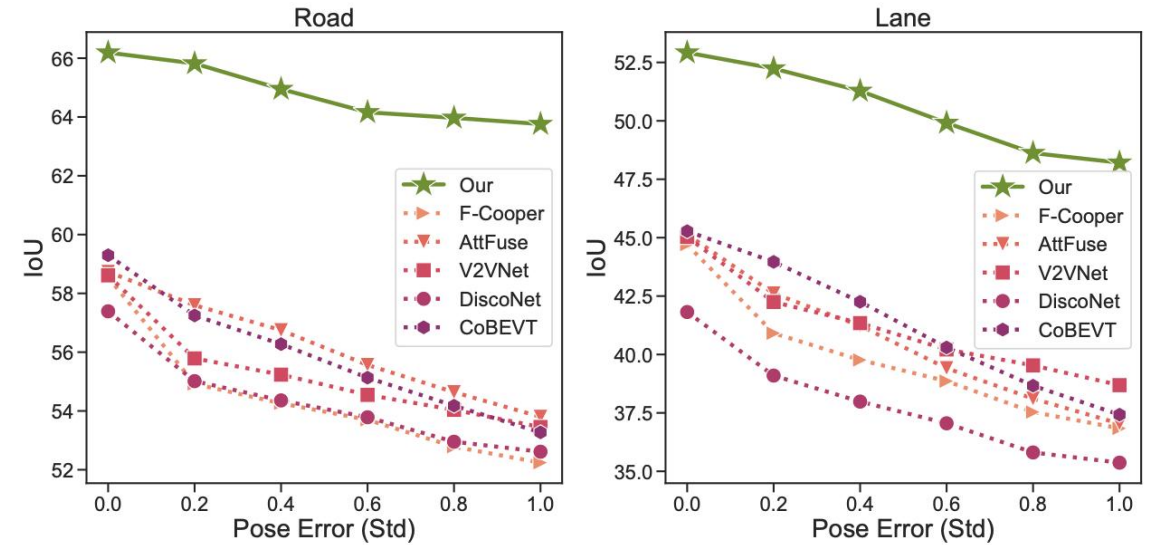 Road
IoU
66
64
62
60
58
56
54
52
0.0 0.2 0.4 0.6 0.8 1.0
Pose Error (Std)
Our
F-Cooper
AttFuse
V2VNet
DiscoNet
CoBEVT
Lane
IoU
52.5
50.0
47.5
45.0
42.5
40.0
37.5
35.0
0.0 0.2 0.4 0.6 0.8 1.0
Pose Error (Std)
Our
F-Cooper
AttFuse
V2VNet
DiscoNet
CoBEVT